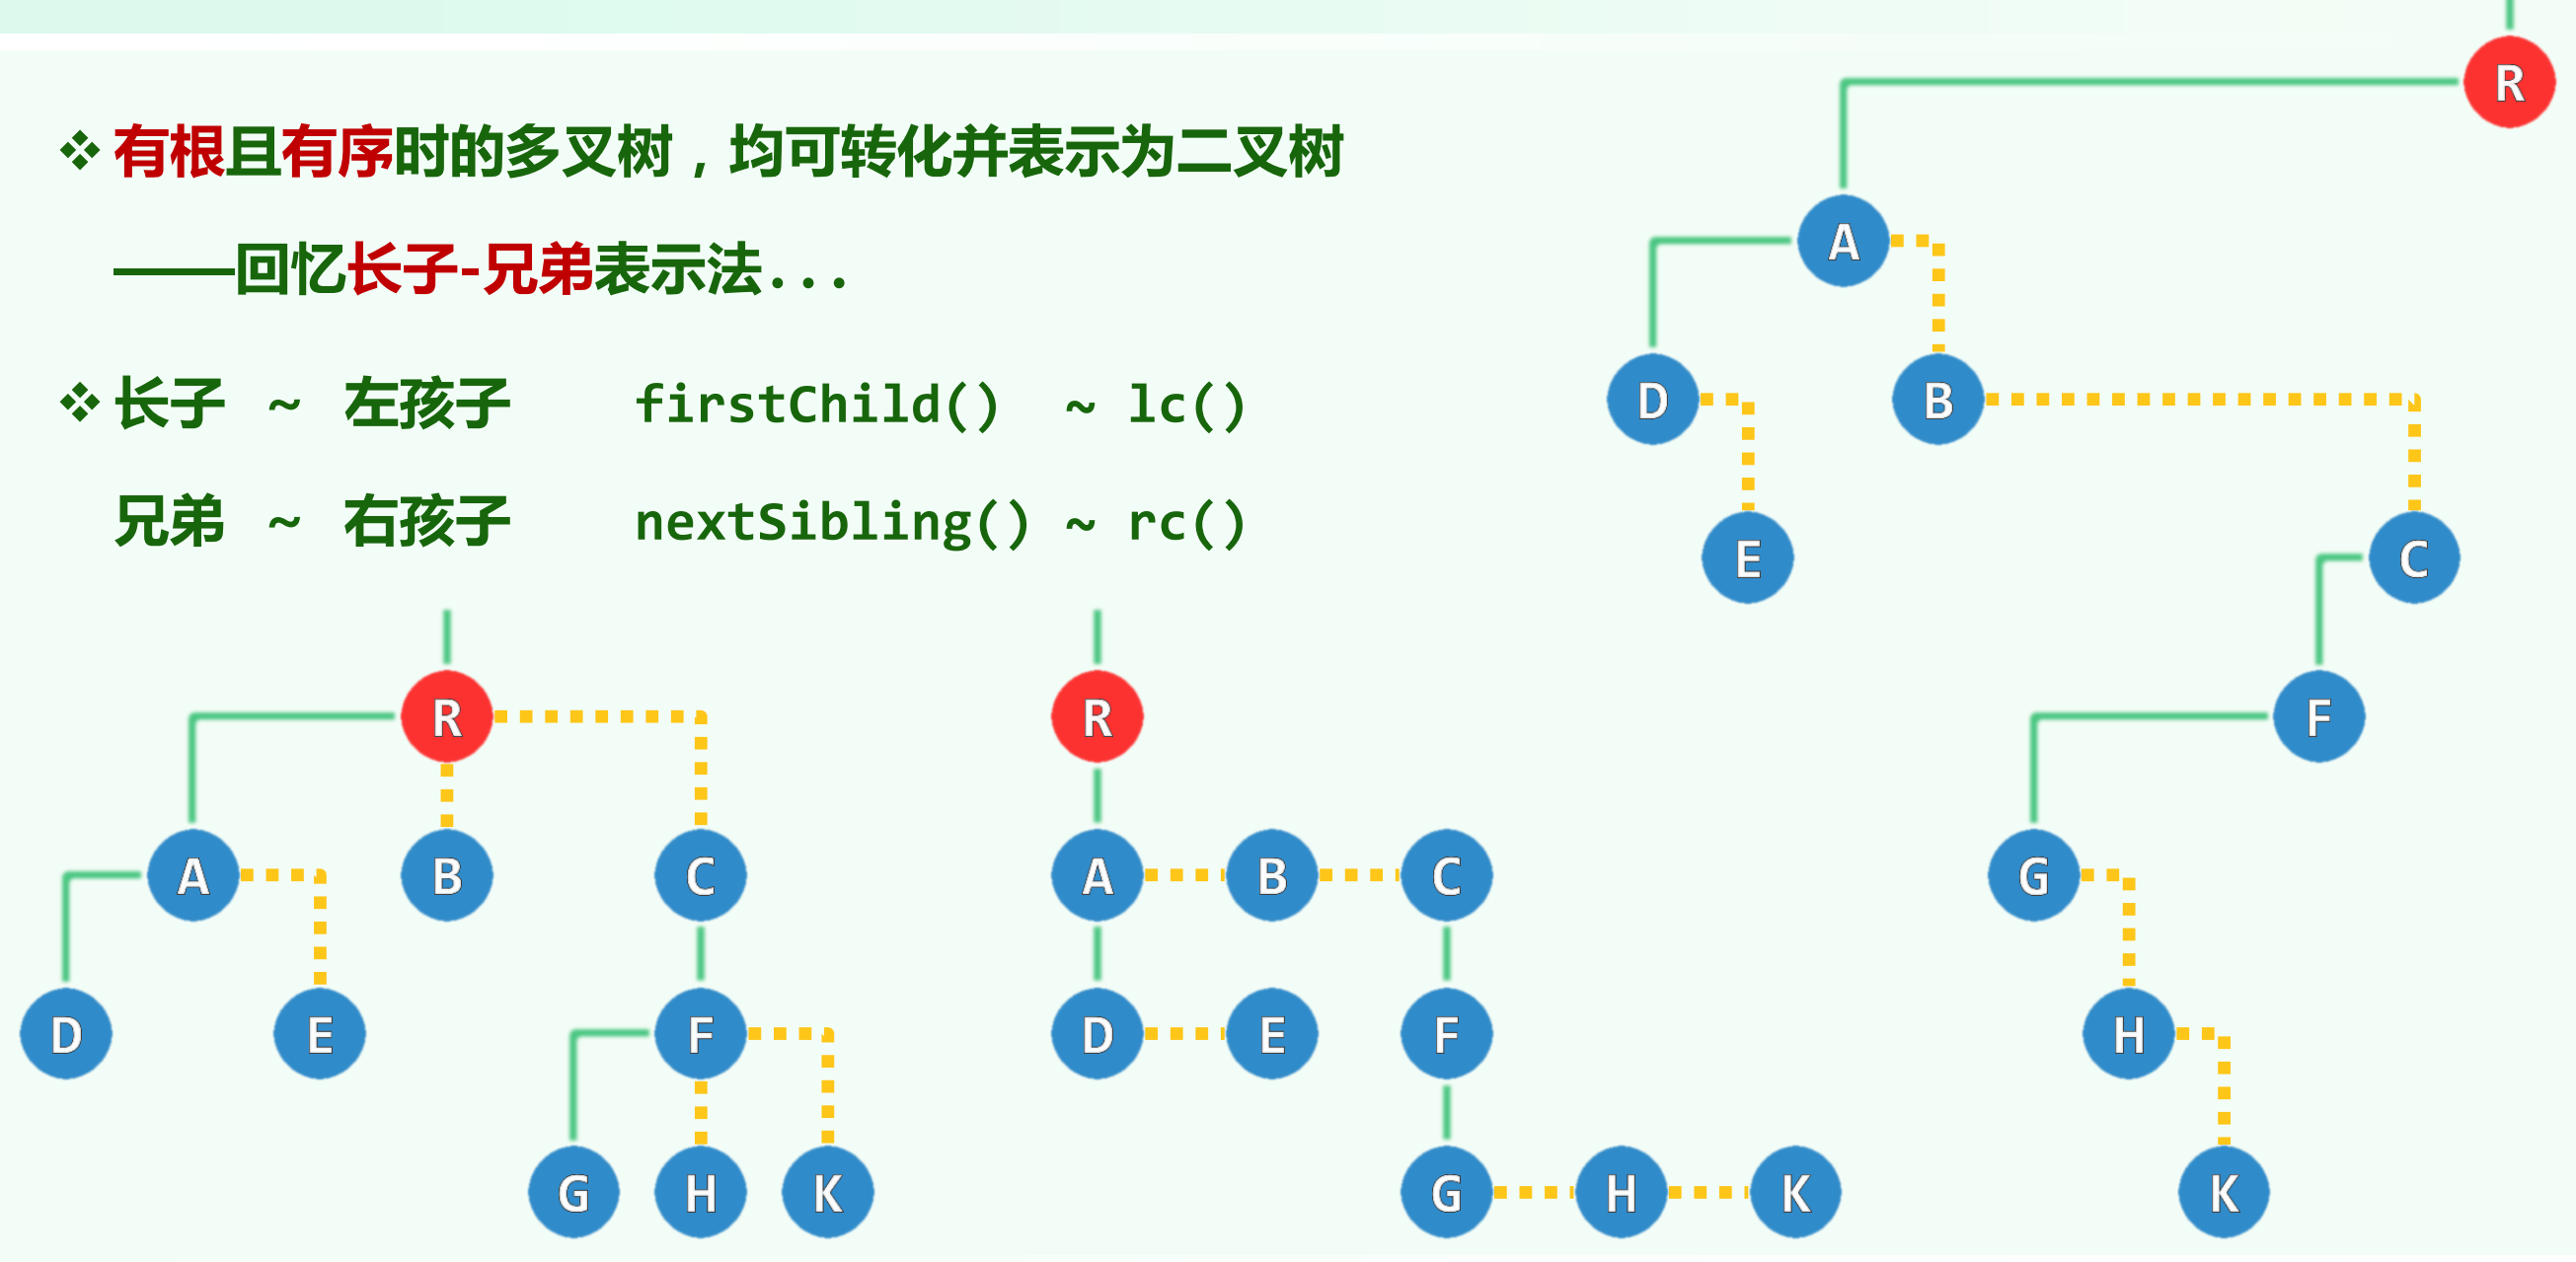 ❖ 有根且有序时的多叉树，均可转化并表示为二叉树
——回忆长子-兄弟表示法...
❖ 长子 ~ 左孩子 firstChild() ~ lc()
兄弟 ~ 右孩子 nextSibling() ~ rc()
R
A B C
D E F
G H K
R
A B C
D E F
G H K
R
A
D B
E C
F
G
H
K